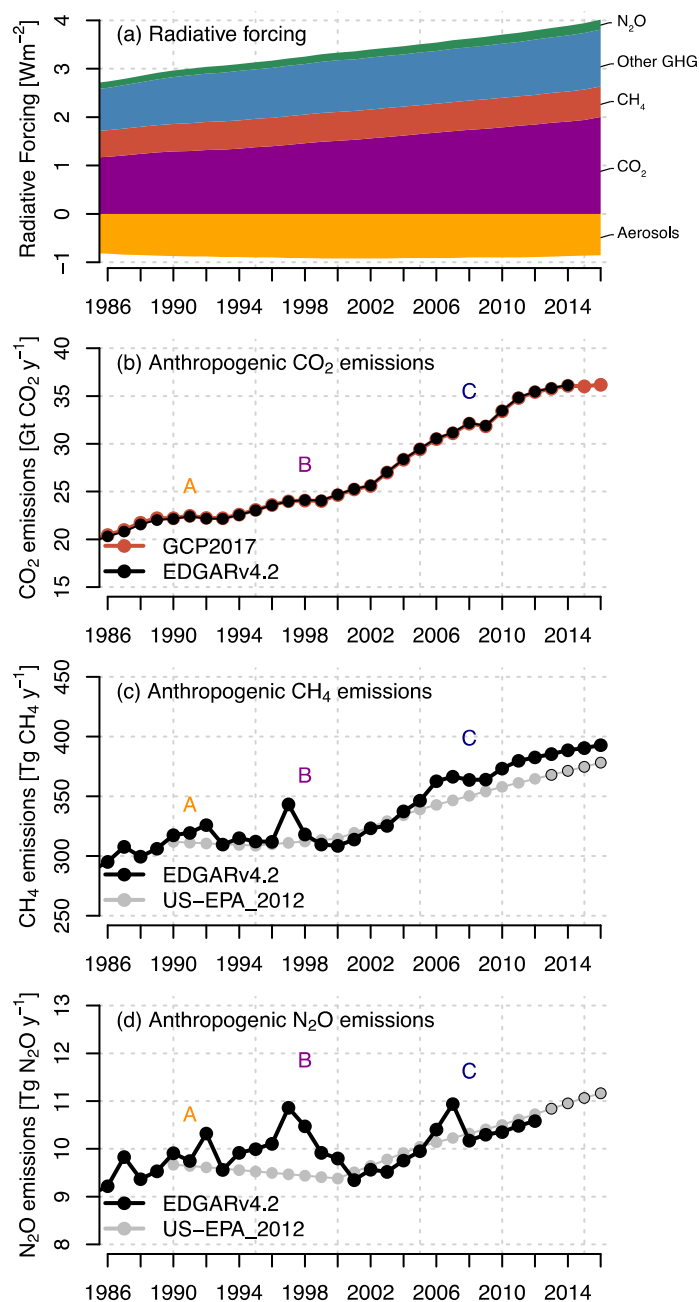 (a) Radiative forcing
Radiative Forcing [Wm⁻²]
4
3
2
1
0
−1
N₂O
Other GHG
CH₄
CO₂
Aerosols
1986 1990 1994 1998 2002 2006 2010 2014
(b) Anthropogenic CO₂ emissions
CO₂ emissions [Gt CO₂ y⁻¹]
40
35
30
25
20
15
A
B
C
GCP2017
EDGARv4.2
1986 1990 1994 1998 2002 2006 2010 2014
(c) Anthropogenic CH₄ emissions
CH₄ emissions [Tg CH₄ y⁻¹]
450
400
350
300
250
A
B
C
EDGARv4.2
US−EPA_2012
1986 1990 1994 1998 2002 2006 2010 2014
(d) Anthropogenic N₂O emissions
N₂O emissions [Tg N₂O y⁻¹]
13
12
11
10
9
8
A
B
C
EDGARv4.2
US−EPA_2012
1986 1990 1994 1998 2002 2006 2010 2014